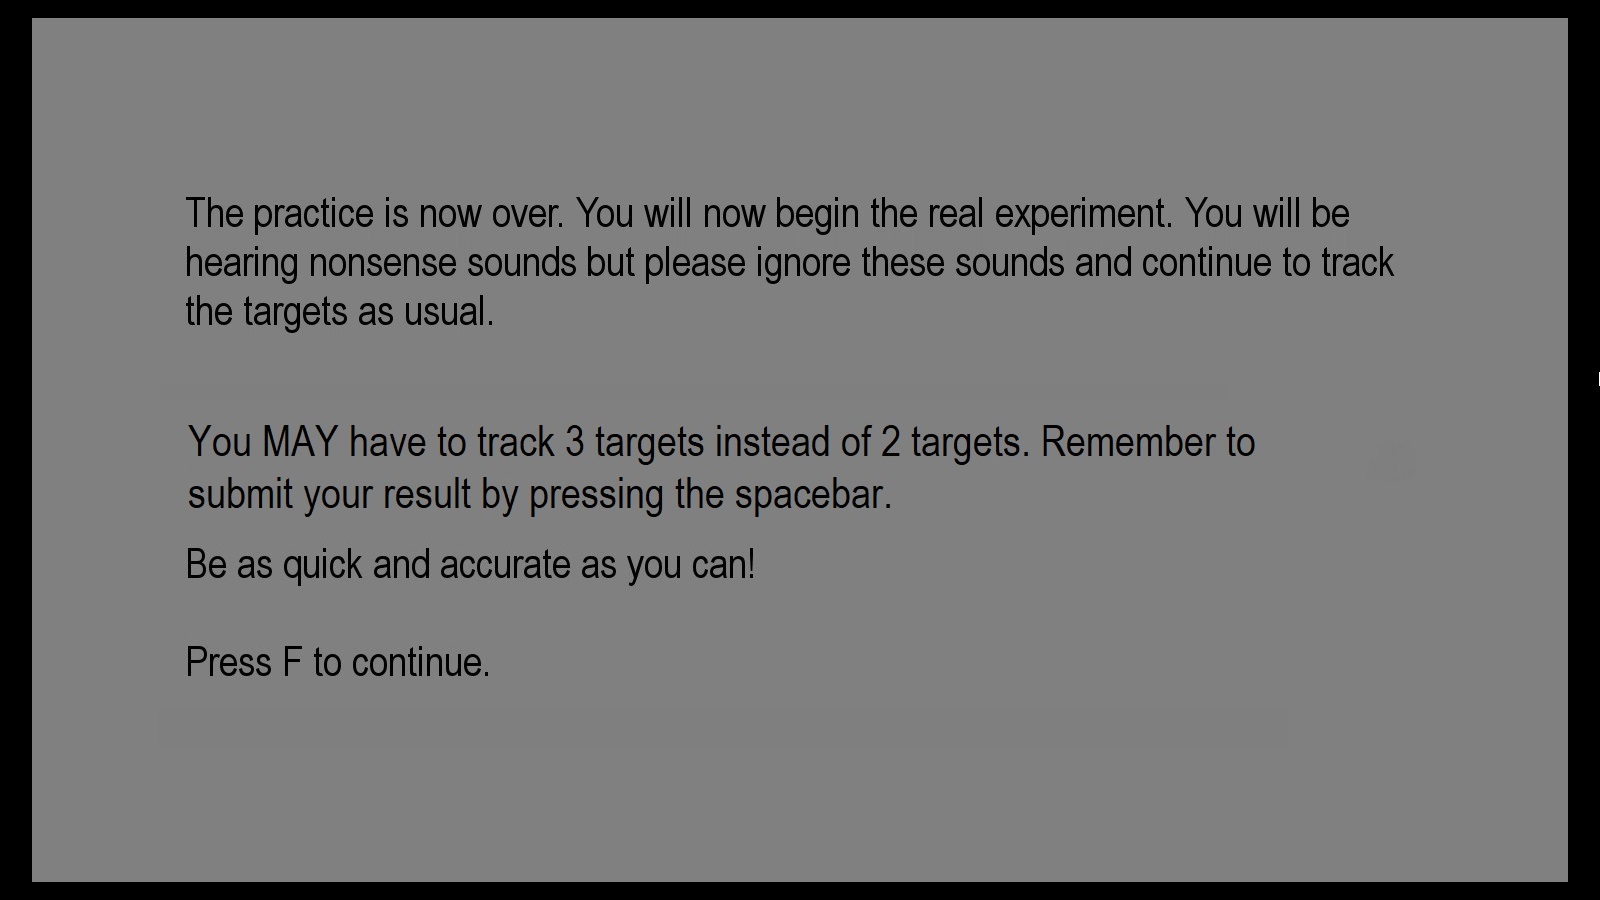 The practice is now over. You will now begin the real experiment. You will be
hearing nonsense sounds but please ignore these sounds and continue to track
the targets as usual.
You MAY have to track 3 targets instead of 2 targets. Remember to
submit your result by pressing the spacebar.
Be as quick and accurate as you can!
Press F to continue.